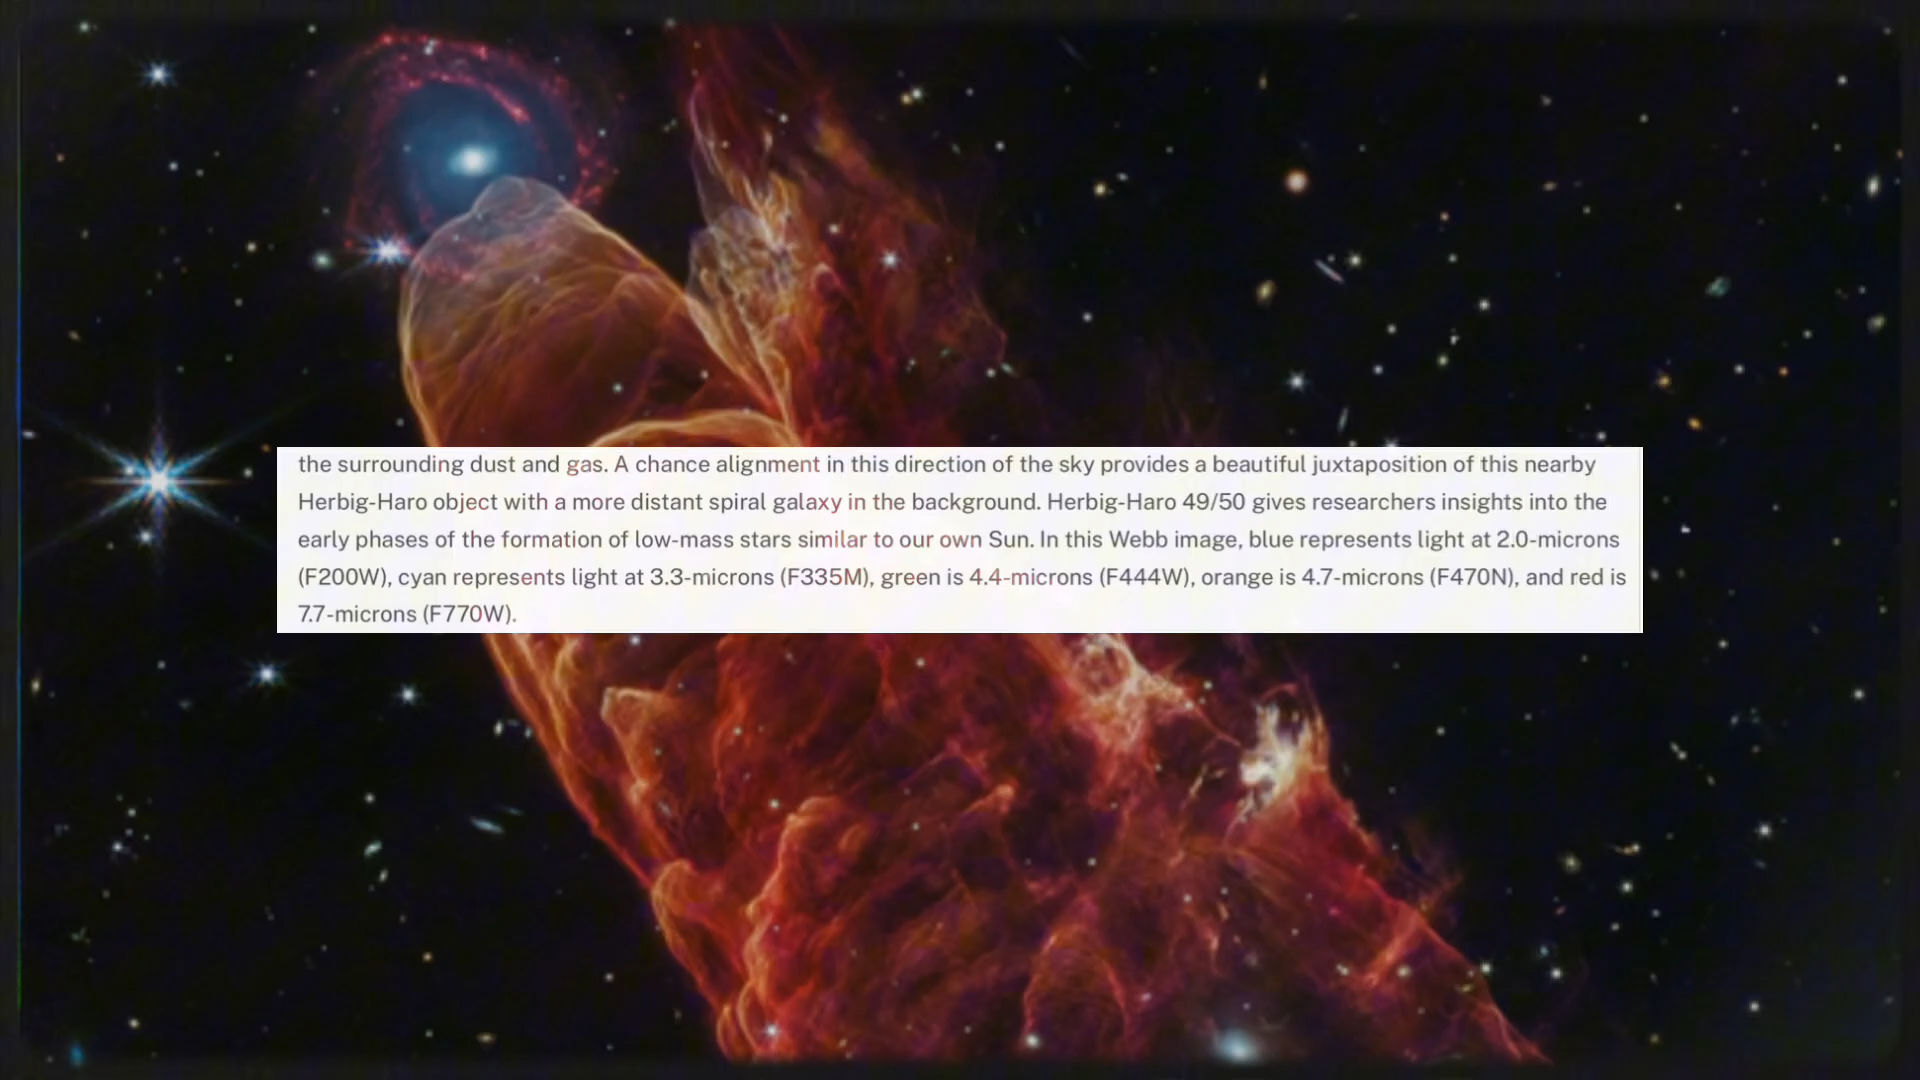 the surrounding dust and gas. A chance alignment in this direction of the sky provides a beautiful juxtaposition of this nearby
Herbig-Haro object with a more distant spiral galaxy in the background. Herbig-Haro 49/50 gives researchers insights into the
early phases of the formation of low-mass stars similar to our own Sun. In this Webb image, blue represents light at 2.0-microns
(F200W), cyan represents light at 3.3-microns (F335M), green is 4.4-microns (F444W), orange is 4.7-microns (F470N), and red is
7.7-microns (F770W).